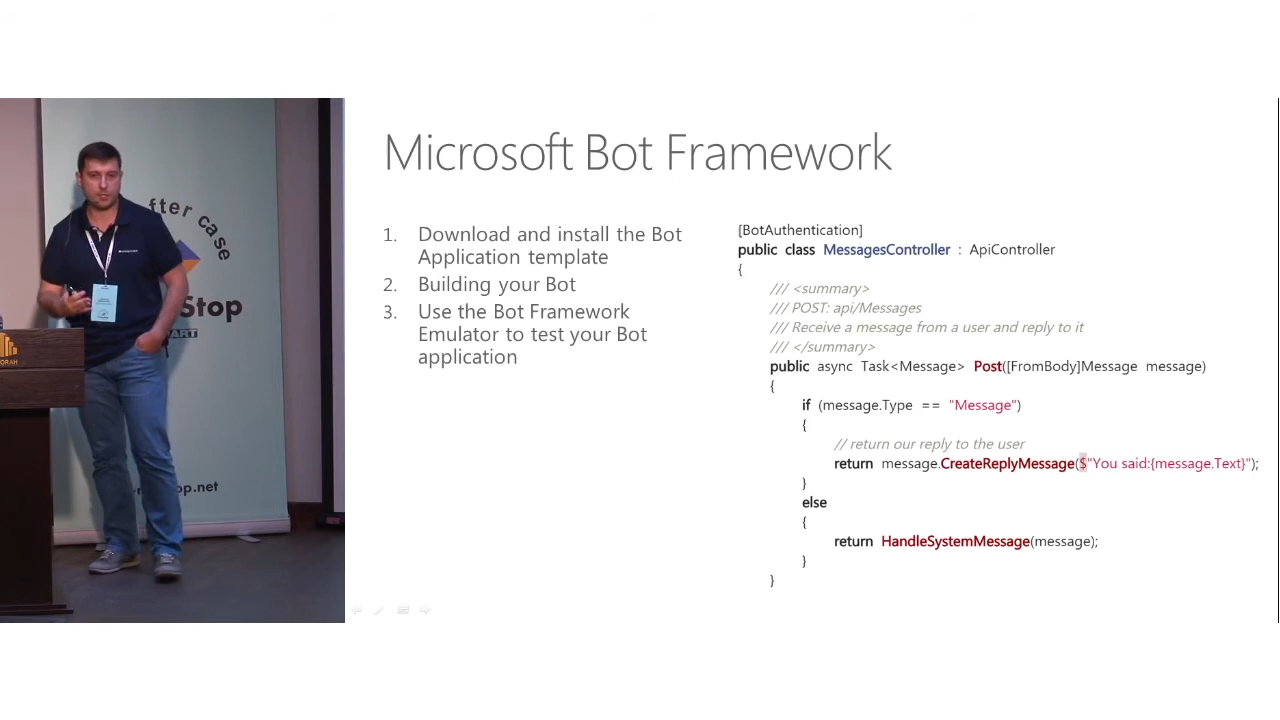 fter case
Stop
ART
op.net
ORAH
Microsoft Bot Framework
1. Download and install the Bot
Application template
2. Building your Bot
3. Use the Bot Framework
Emulator to test your Bot
application
[BotAuthentication]
public class MessagesController : ApiController
{
/// <summary>
/// POST: api/Messages
/// Receive a message from a user and reply to it
/// </summary>
public async Task<Message> Post([FromBody]Message message)
{
if (message.Type == "Message")
{
// return our reply to the user
return message.CreateReplyMessage($"You said:{message.Text}");
}
else
{
return HandleSystemMessage(message);
}
}